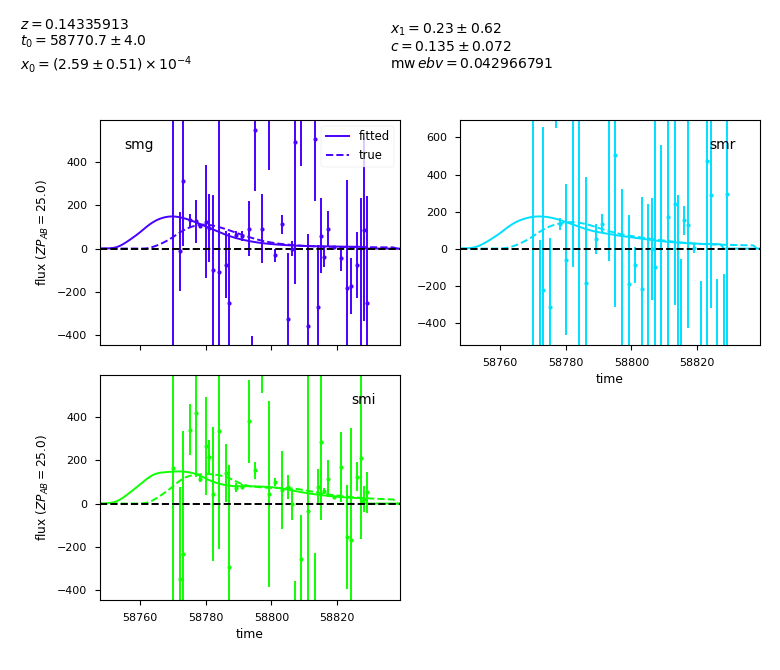 z = 0.14335913
t₀ = 58770.7 ± 4.0
x₀ = (2.59 ± 0.51) × 10⁻⁴
x₁ = 0.23 ± 0.62
c = 0.135 ± 0.072
mw ebv = 0.042966791
smg
fitted
true
flux (ZP_AB = 25.0)
400
200
0
−200
−400
smr
600
400
200
0
−200
−400
58760 58780 58800 58820
time
smi
flux (ZP_AB = 25.0)
400
200
0
−200
−400
58760 58780 58800 58820
time